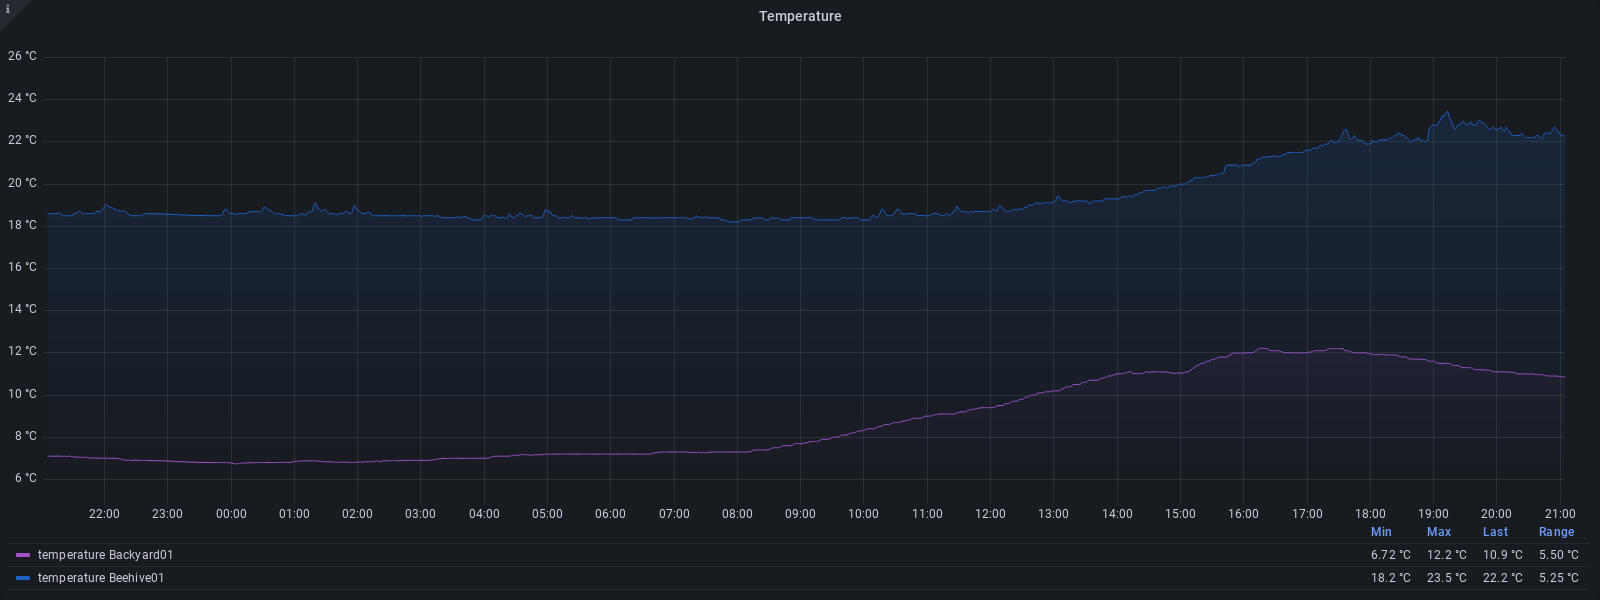 i
Temperature
26 °C
24 °C
22 °C
20 °C
18 °C
16 °C
14 °C
12 °C
10 °C
8 °C
6 °C
22:00 23:00 00:00 01:00 02:00 03:00 04:00 05:00 06:00 07:00 08:00 09:00 10:00 11:00 12:00 13:00 14:00 15:00 16:00 17:00 18:00 19:00 20:00 21:00
Min Max Last Range
temperature Backyard01 6.72 °C 12.2 °C 10.9 °C 5.50 °C
temperature Beehive01 18.2 °C 23.5 °C 22.2 °C 5.25 °C